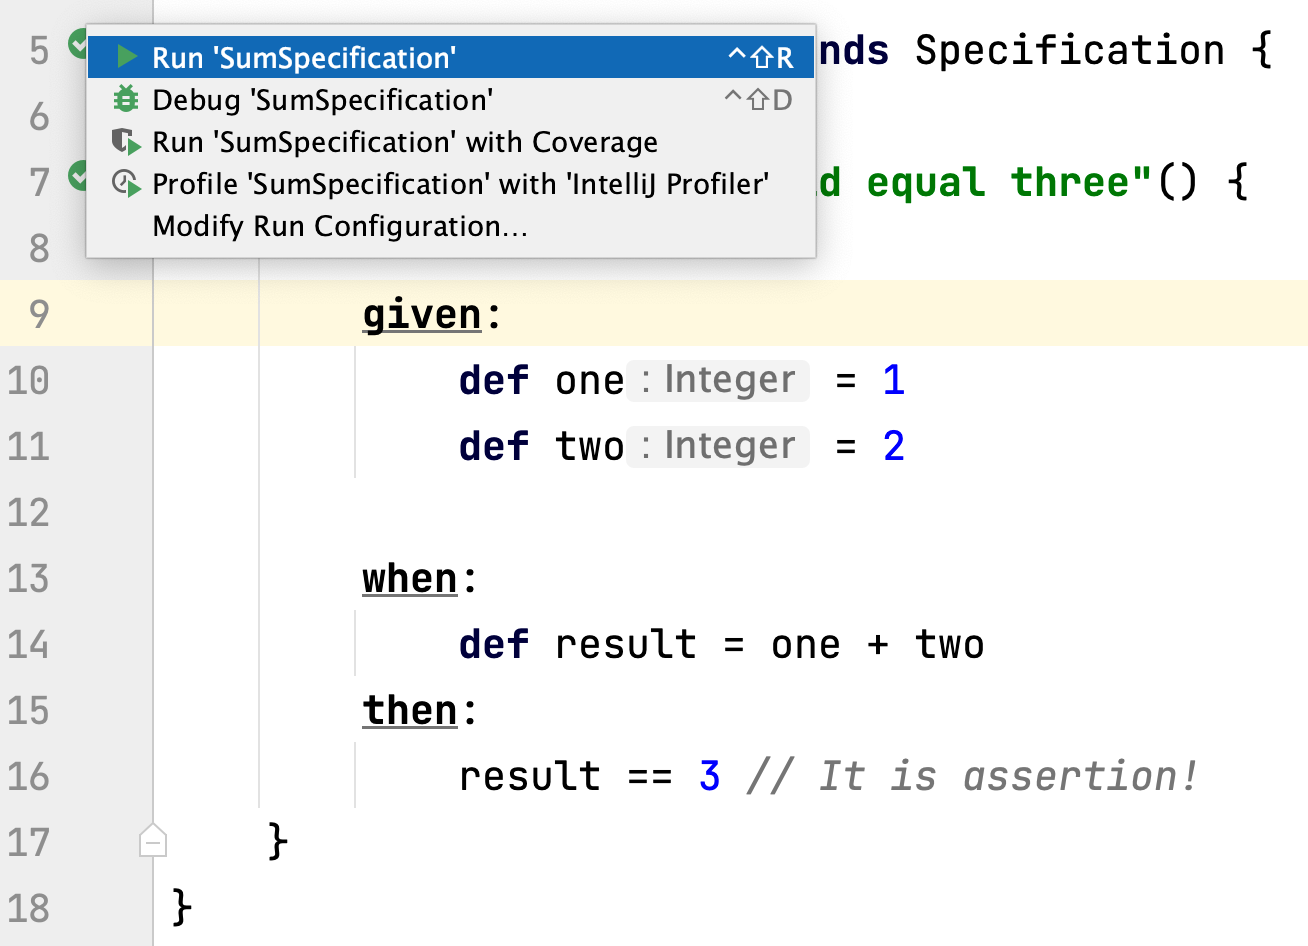 5 nds Specification {
Run 'SumSpecification' ^⇧R
Debug 'SumSpecification' ^⇧D
6
Run 'SumSpecification' with Coverage
7 d equal three"() {
Profile 'SumSpecification' with 'IntelliJ Profiler'
Modify Run Configuration...
8
9 given:
10 def one : Integer = 1
11 def two : Integer = 2
12
13 when:
14 def result = one + two
15 then:
16 result == 3 // It is assertion!
17 }
18 }